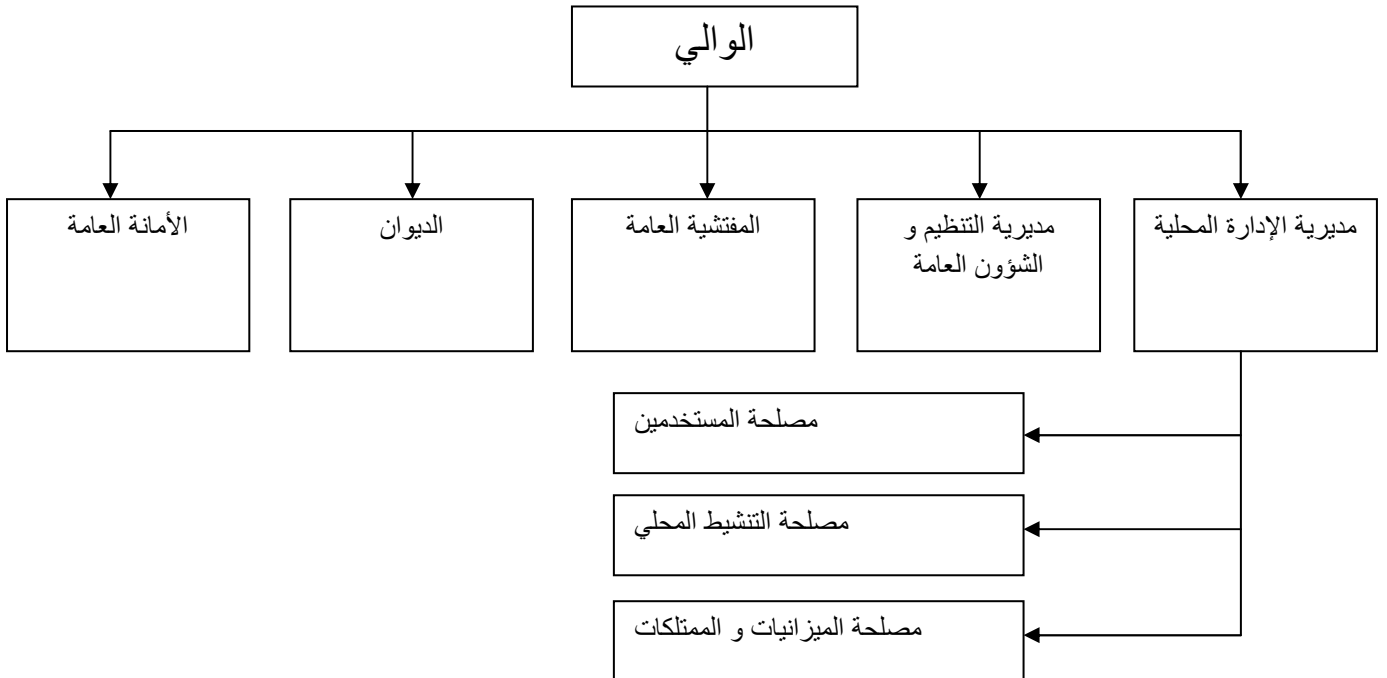 الوالي
مديرية الإدارة المحلية
مديرية التنظيم و
الشؤون العامة
المفتشية العامة
الديوان
الأمانة العامة
مصلحة المستخدمين
مصلحة التنشيط المحلي
مصلحة الميزانيات و الممتلكات